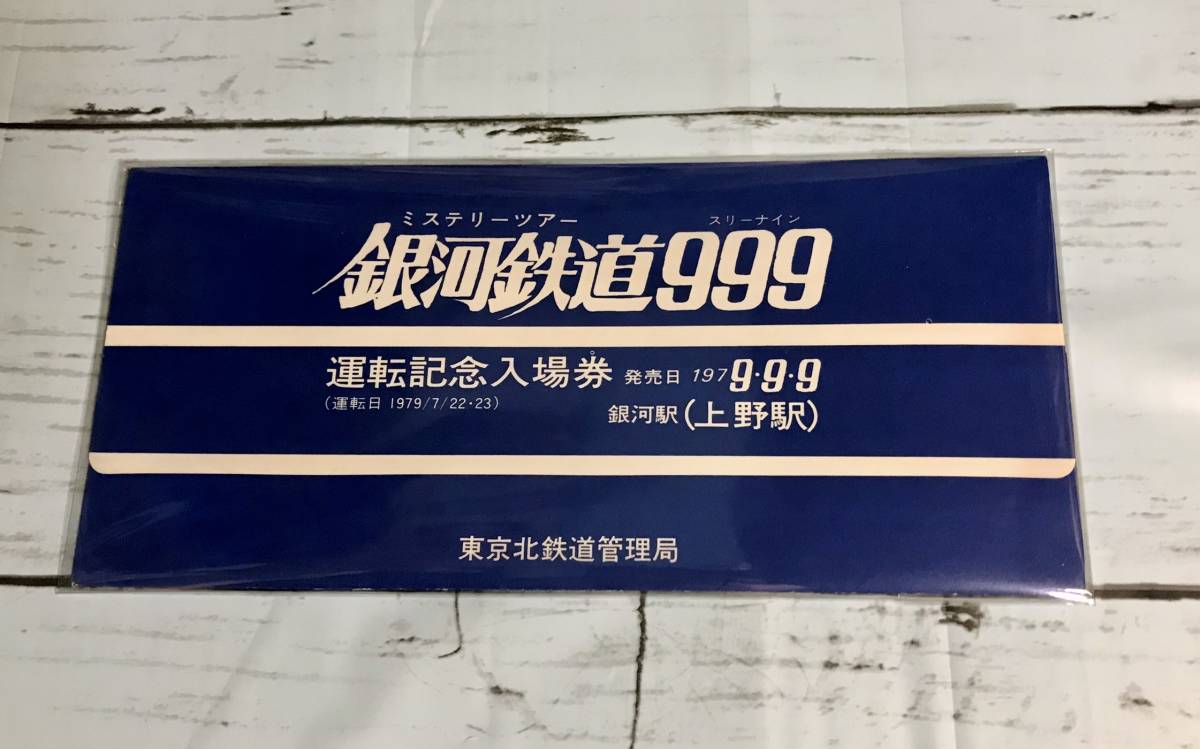 ミステリーツアー スリーナイン
銀河鉄道999
運転記念入場券 発売日 1979・9・9
(運転日 1979/7/22・23)
銀河駅(上野駅)
東京北鉄道管理局